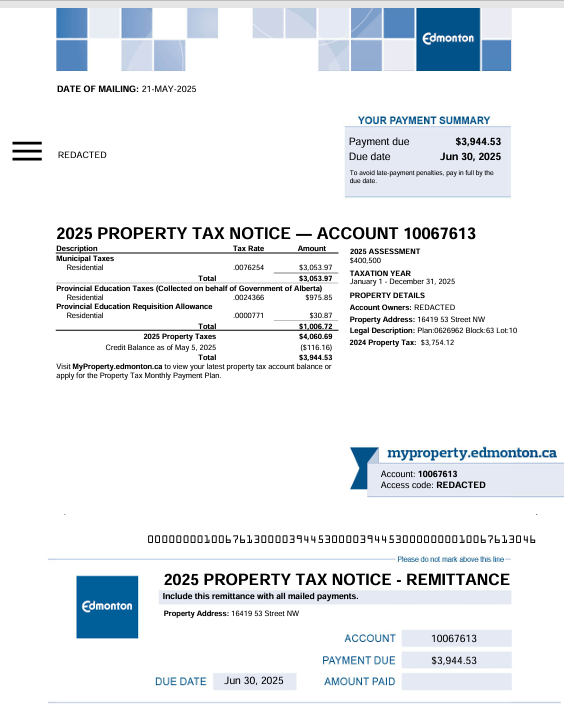 Edmonton
DATE OF MAILING: 21-MAY-2025
YOUR PAYMENT SUMMARY
Payment due $3,944.53
Due date Jun 30, 2025
To avoid late-payment penalties, pay in full by the
due date.
REDACTED
2025 PROPERTY TAX NOTICE — ACCOUNT 10067613
Description Tax Rate Amount
Municipal Taxes
Residential .0076254 $3,053.97
Total $3,053.97
Provincial Education Taxes (Collected on behalf of Government of Alberta)
Residential .0024366 $975.85
Provincial Education Requisition Allowance
Residential .0000771 $30.87
Total $1,006.72
2025 Property Taxes $4,060.69
Credit Balance as of May 5, 2025 ($116.16)
Total $3,944.53
Visit MyProperty.edmonton.ca to view your latest property tax account balance or
apply for the Property Tax Monthly Payment Plan.
2025 ASSESSMENT
$400,500
TAXATION YEAR
January 1 - December 31, 2025
PROPERTY DETAILS
Account Owners: REDACTED
Property Address: 16419 53 Street NW
Legal Description: Plan:0626962 Block:63 Lot:10
2024 Property Tax: $3,754.12
myproperty.edmonton.ca
Account: 10067613
Access code: REDACTED
000000000100676130000394453000039445300000000010067613046
Please do not mark above this line
Edmonton
2025 PROPERTY TAX NOTICE - REMITTANCE
Include this remittance with all mailed payments.
Property Address: 16419 53 Street NW
ACCOUNT 10067613
PAYMENT DUE $3,944.53
DUE DATE Jun 30, 2025 AMOUNT PAID